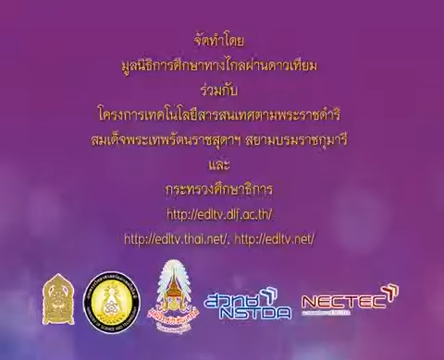 จัดทำโดย
มูลนิธิการศึกษาทางไกลผ่านดาวเทียม
ร่วมกับ
โครงการเทคโนโลยีสารสนเทศตามพระราชดำริ
สมเด็จพระเทพรัตนราชสุดาฯ สยามบรมราชกุมารี
และ
กระทรวงศึกษาธิการ
http://edltv.dlf.ac.th/
http://edltv.thai.net/, http://edltv.net/
สวทช
NSTDA
NECTEC